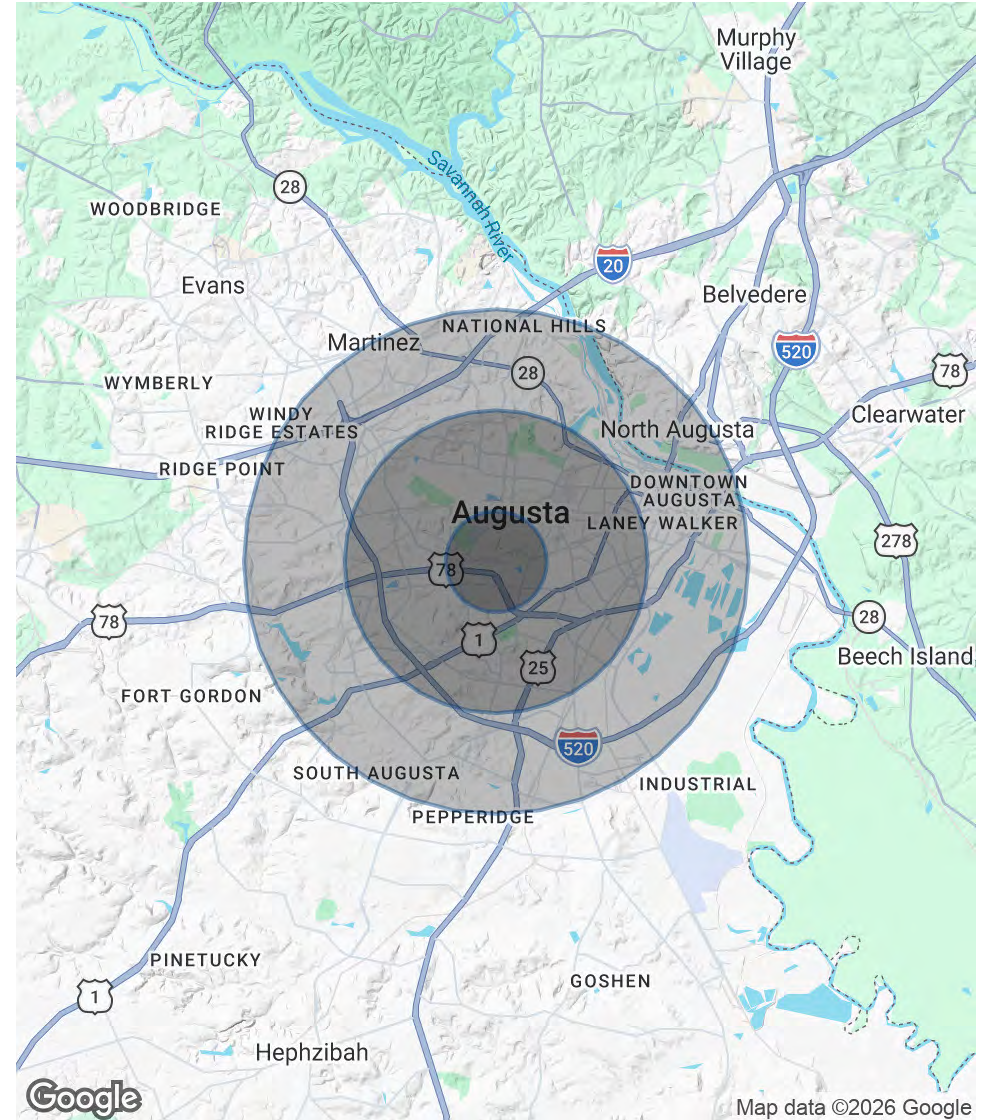 Murphy
Village
Savannah River
28
WOODBRIDGE
20
Evans
Belvedere
NATIONAL HILLS
Martinez
520
28
78
WYMBERLY
WINDY
RIDGE ESTATES
Clearwater
North Augusta
RIDGE POINT
DOWNTOWN
AUGUSTA
Augusta
LANEY WALKER
278
78
78
28
1
Beech Island
25
FORT GORDON
520
SOUTH AUGUSTA
INDUSTRIAL
PEPPERIDGE
PINETUCKY
GOSHEN
1
Hephzibah
Google
Map data ©2026 Google